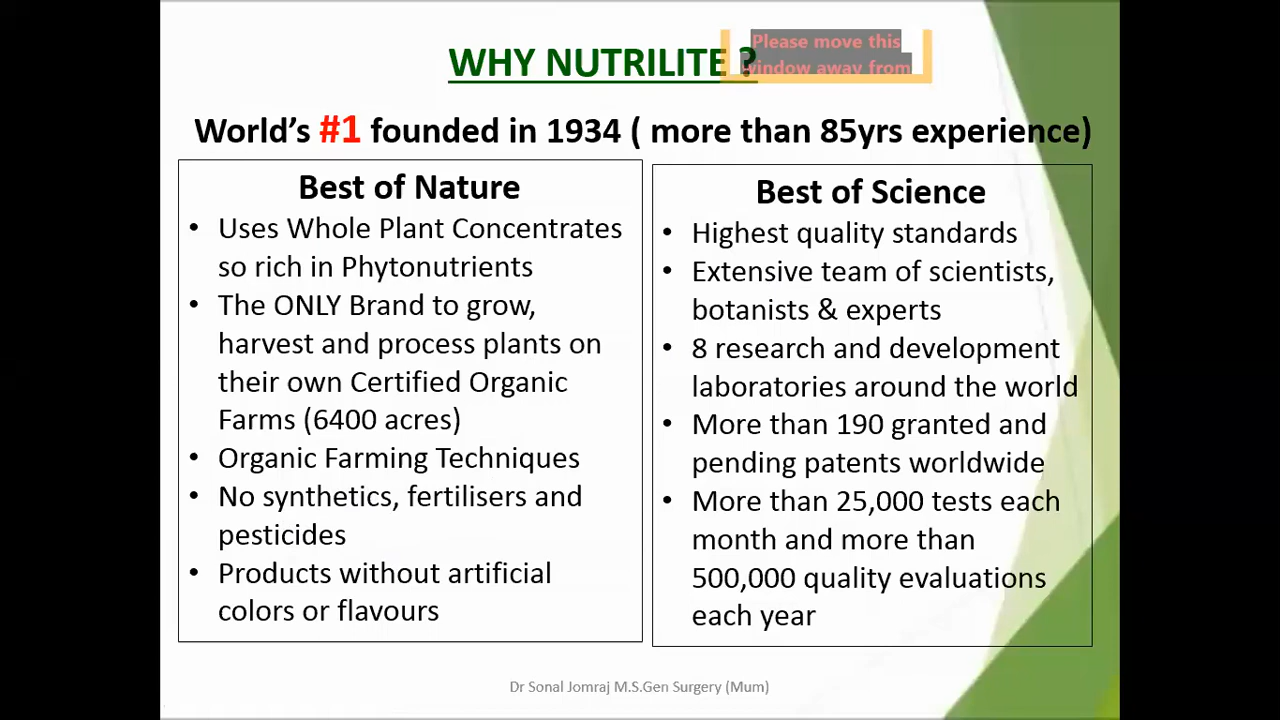 WHY NUTRILITE ?
Please move this
window away from
World's #1 founded in 1934 ( more than 85yrs experience)
Best of Nature
• Uses Whole Plant Concentrates
so rich in Phytonutrients
• The ONLY Brand to grow,
harvest and process plants on
their own Certified Organic
Farms (6400 acres)
• Organic Farming Techniques
• No synthetics, fertilisers and
pesticides
• Products without artificial
colors or flavours
Best of Science
• Highest quality standards
• Extensive team of scientists,
botanists & experts
• 8 research and development
laboratories around the world
• More than 190 granted and
pending patents worldwide
• More than 25,000 tests each
month and more than
500,000 quality evaluations
each year
Dr Sonal Jomraj M.S.Gen Surgery (Mum)